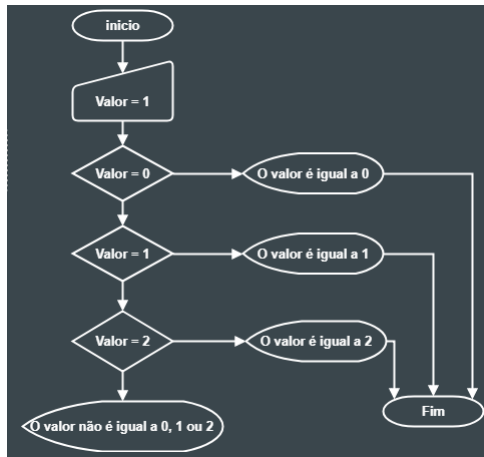 inicio
Valor = 1
Valor = 0
O valor é igual a 0
Valor = 1
O valor é igual a 1
Valor = 2
O valor é igual a 2
O valor não é igual a 0, 1 ou 2
Fim